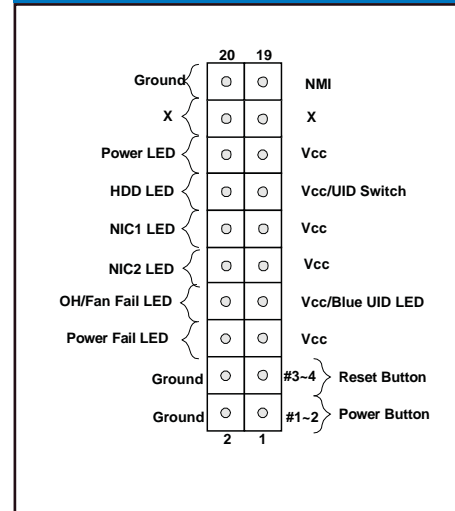 20 19
Ground NMI
X X
Power LED Vcc
HDD LED Vcc/UID Switch
NIC1 LED Vcc
NIC2 LED Vcc
OH/Fan Fail LED Vcc/Blue UID LED
Power Fail LED Vcc
Ground #3~4 Reset Button
Ground #1~2 Power Button
2 1